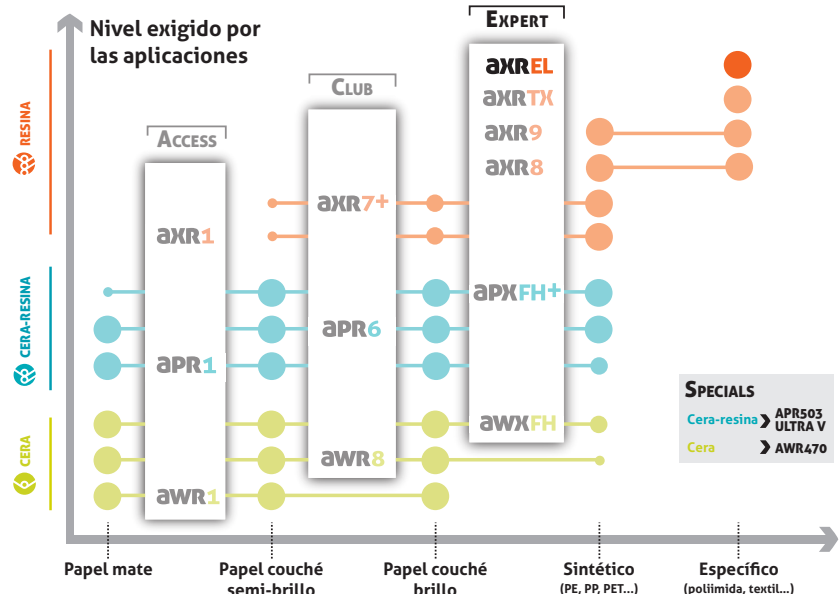 Nivel exigido por
las aplicaciones
EXPERT
CLUB
ACCESS
RESINA
CERA-RESINA
CERA
aXREL
aXRTX
aXR9
aXR8
aXR7+
aXR1
aPXFH+
aPR6
aPR1
aWXFH
aWR8
aWR1
SPECIALS
Cera-resina
APR503
ULTRA V
Cera
AWR470
Papel mate
Papel couché
semi-brillo
Papel couché
brillo
Sintético
(PE, PP, PET...)
Específico
(poliimida, textil...)